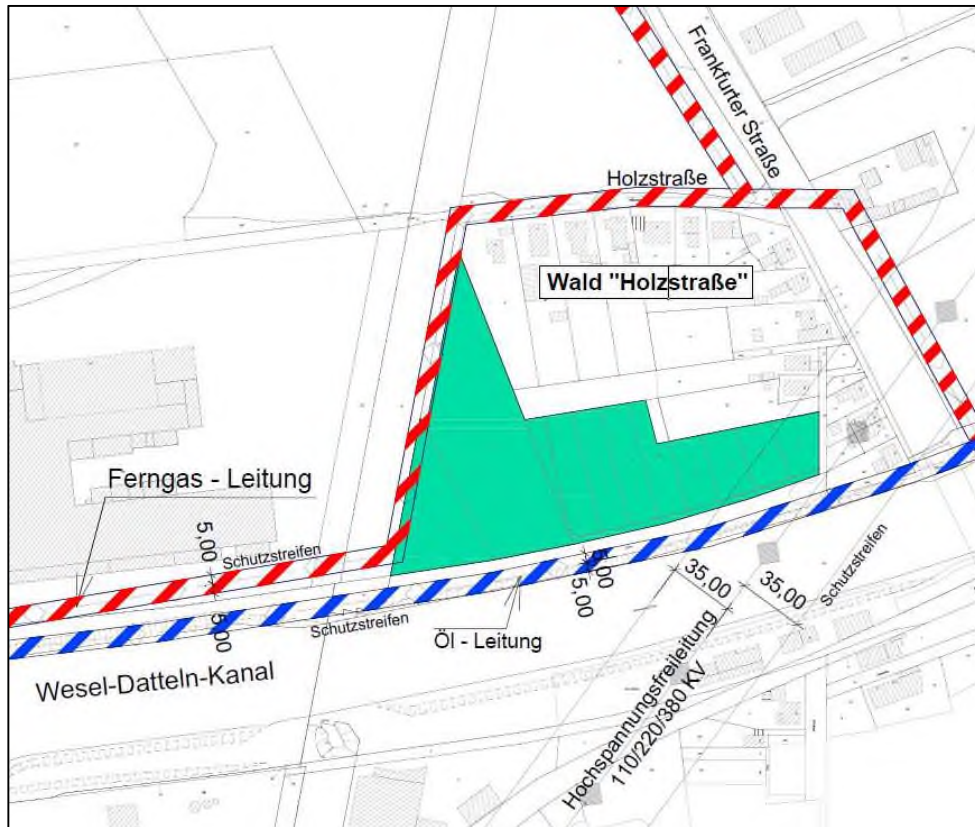 Frankfurter Straße
Holzstraße
Wald "Holzstraße"
Ferngas - Leitung
5,00
Schutzstreifen
5,00
Schutzstreifen
Öl - Leitung
5,00
5,00
35,00
35,00
Schutzstreifen
Hochspannungsfreileitung
110/220/380 KV
Wesel-Datteln-Kanal